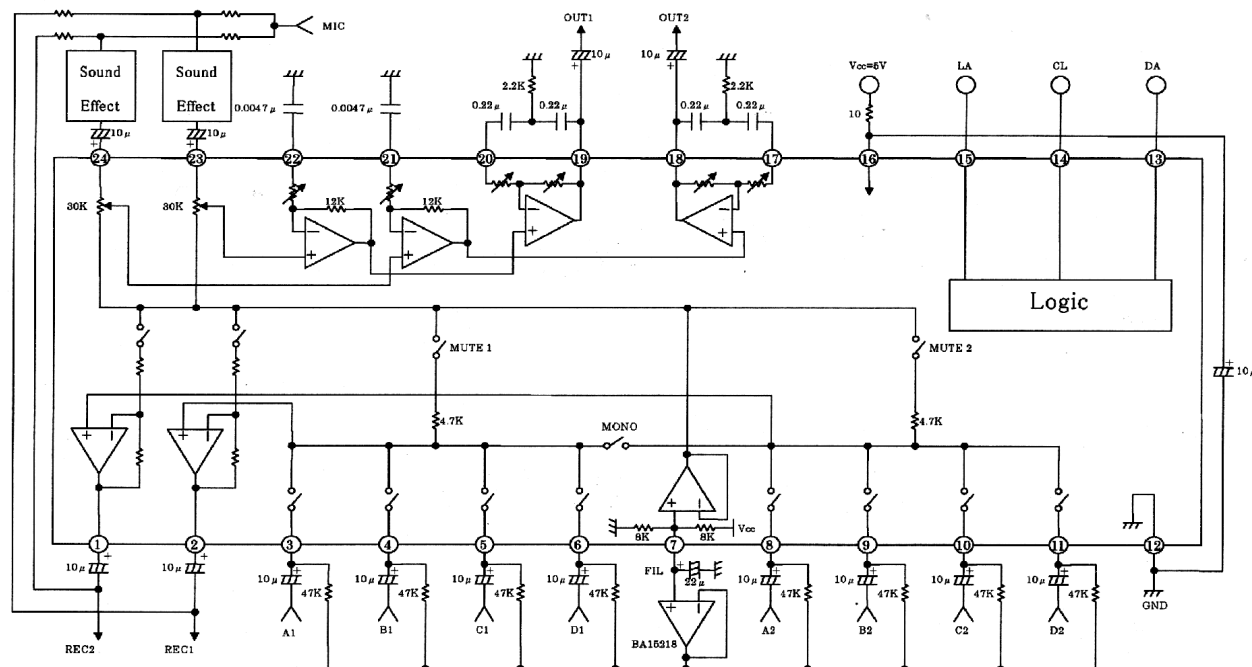 MIC
OUT1
OUT2
10μ
10μ
Sound
Effect
Sound
Effect
Vcc=5V
LA
CL
DA
2.2K
2.2K
0.0047μ
0.0047μ
0.22μ
0.22μ
0.22μ
0.22μ
10
10μ
10μ
24
23
22
21
20
19
18
17
16
15
14
13
30K
30K
12K
12K
Logic
MUTE 1
MUTE 2
10μ
4.7K
MONO
4.7K
8K
8K
Vcc
1
2
3
4
5
6
7
8
9
10
11
12
10μ
10μ
10μ
10μ
10μ
10μ
FIL
22μ
10μ
10μ
10μ
10μ
47K
47K
47K
47K
47K
47K
47K
47K
GND
REC2
REC1
A1
B1
C1
D1
BA15218
A2
B2
C2
D2